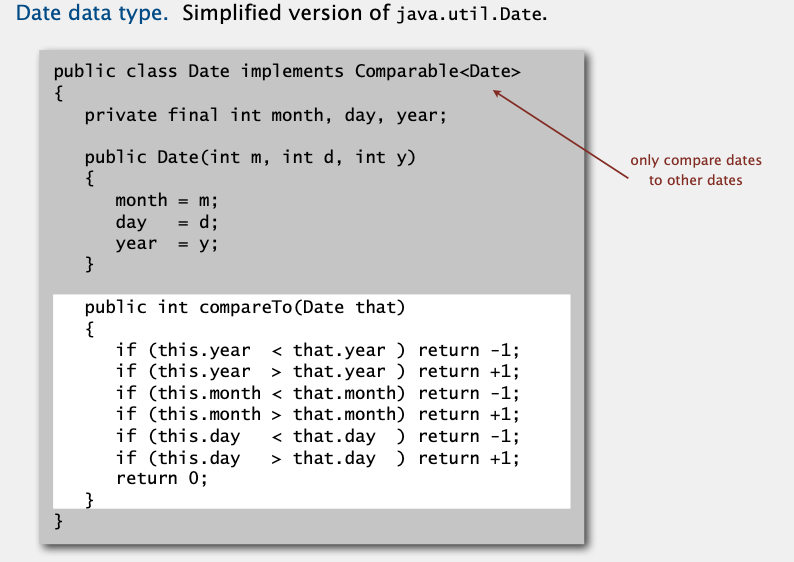 Date data type. Simplified version of java.util.Date.
public class Date implements Comparable<Date>
{
private final int month, day, year;
only compare dates
to other dates
public Date(int m, int d, int y)
{
month = m;
day   = d;
year  = y;
}
public int compareTo(Date that)
{
if (this.year  < that.year ) return -1;
if (this.year  > that.year ) return +1;
if (this.month < that.month) return -1;
if (this.month > that.month) return +1;
if (this.day   < that.day  ) return -1;
if (this.day   > that.day  ) return +1;
return 0;
}
}